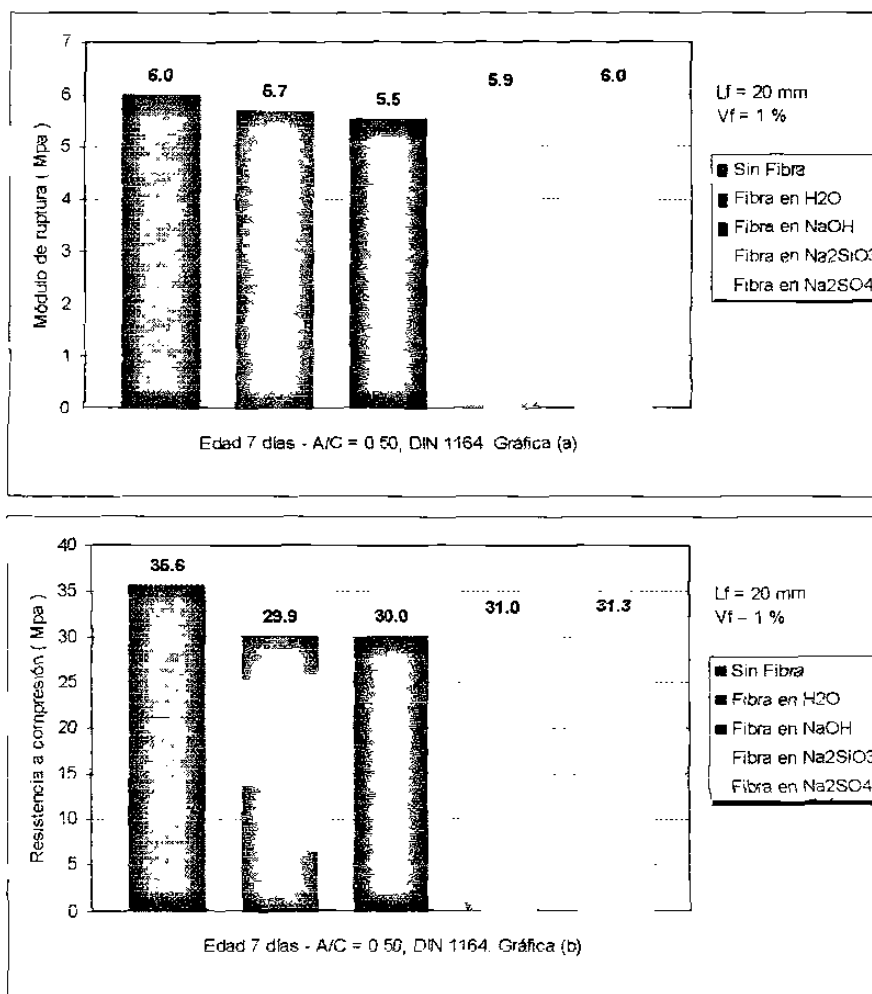 7
6
5
4
3
2
1
0
Módulo de ruptura ( Mpa )
6.0
5.7
5.5
5.9
6.0
Lf = 20 mm
Vf = 1 %
Sin Fibra
Fibra en H2O
Fibra en NaOH
Fibra en Na2SiO3
Fibra en Na2SO4
Edad 7 días - A/C = 0.50, DIN 1164. Gráfica (a)
40
35
30
25
20
15
10
5
0
Resistencia a compresión ( Mpa )
35.6
29.9
30.0
31.0
31.3
Lf = 20 mm
Vf = 1 %
Sin Fibra
Fibra en H2O
Fibra en NaOH
Fibra en Na2SiO3
Fibra en Na2SO4
Edad 7 días - A/C = 0.50, DIN 1164. Gráfica (b)